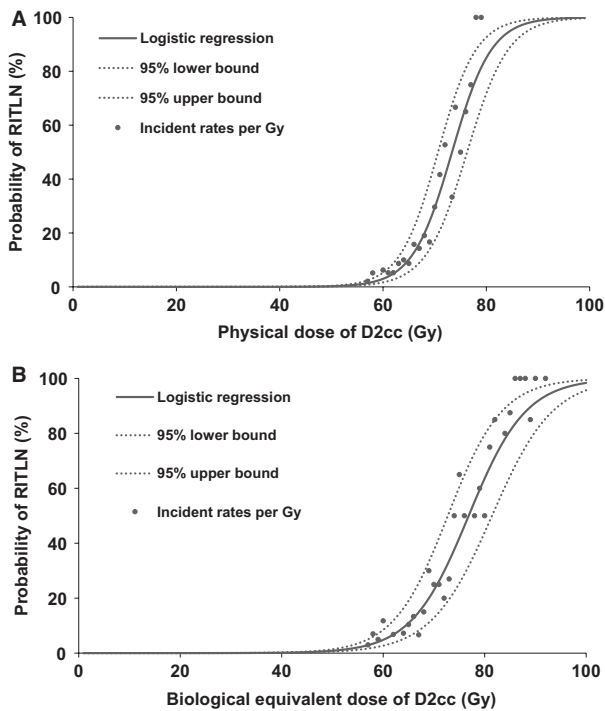 A
Probability of RITLN (%)
100
80
60
40
20
0
Logistic regression
95% lower bound
95% upper bound
Incident rates per Gy
0 20 40 60 80 100
Physical dose of D2cc (Gy)
B
Probability of RITLN (%)
100
80
60
40
20
0
Logistic regression
95% lower bound
95% upper bound
Incident rates per Gy
0 20 40 60 80 100
Biological equivalent dose of D2cc (Gy)